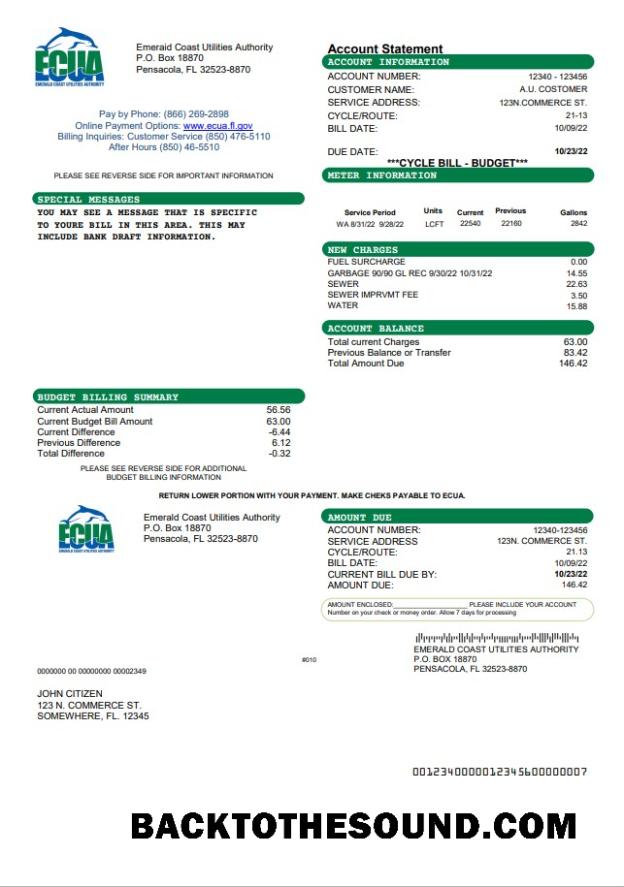 ECUA
EMERALD COAST UTILITIES AUTHORITY
Emeraid Coast Utilities Authority
P.O. Box 18870
Pensacola, FL 32523-8870
Pay by Phone: (866) 269-2898
Online Payment Options: www.ecua.fl.gov
Billing Inquiries: Customer Service (850) 476-5110
After Hours (850) 46-5510
PLEASE SEE REVERSE SIDE FOR IMPORTANT INFORMATION
Account Statement
ACCOUNT INFORMATION
ACCOUNT NUMBER: 12340 - 123456
CUSTOMER NAME: A.U. COSTOMER
SERVICE ADDRESS: 123N.COMMERCE ST.
CYCLE/ROUTE: 21-13
BILL DATE: 10/09/22
DUE DATE: 10/23/22
***CYCLE BILL - BUDGET***
METER INFORMATION
Service Period Units Current Previous Gallons
WA 8/31/22 9/28/22 LCFT 22540 22160 2842
SPECIAL MESSAGES
YOU MAY SEE A MESSAGE THAT IS SPECIFIC
TO YOURE BILL IN THIS AREA. THIS MAY
INCLUDE BANK DRAFT INFORMATION.
NEW CHARGES
FUEL SURCHARGE 0.00
GARBAGE 90/90 GL REC 9/30/22 10/31/22 14.55
SEWER 22.63
SEWER IMPRVMT FEE 3.50
WATER 15.88
ACCOUNT BALANCE
Total current Charges 63.00
Previous Balance or Transfer 83.42
Total Amount Due 146.42
BUDGET BILLING SUMMARY
Current Actual Amount 56.56
Current Budget Bill Amount 63.00
Current Difference -6.44
Previous Difference 6.12
Total Difference -0.32
PLEASE SEE REVERSE SIDE FOR ADDITIONAL
BUDGET BILLING INFORMATION
RETURN LOWER PORTION WITH YOUR PAYMENT. MAKE CHEKS PAYABLE TO ECUA.
ECUA
EMERALD COAST UTILITIES AUTHORITY
Emeraid Coast Utilities Authority
P.O. Box 18870
Pensacola, FL 32523-8870
AMOUNT DUE
ACCOUNT NUMBER: 12340-123456
SERVICE ADDRESS 123N. COMMERCE ST.
CYCLE/ROUTE: 21.13
BILL DATE: 10/09/22
CURRENT BILL DUE BY: 10/23/22
AMOUNT DUE: 146.42
AMOUNT ENCLOSED:____________________ PLEASE INCLUDE YOUR ACCOUNT
Number on your check or money order. Allow 7 days for processing
EMERALD COAST UTILITIES AUTHORITY
P.O. BOX 18870
PENSACOLA, FL 32523-8870
#010
0000000 00 00000000 00002349
JOHN CITIZEN
123 N. COMMERCE ST.
SOMEWHERE, FL. 12345
0012340000012345600000007
BACKTOTHESOUND.COM